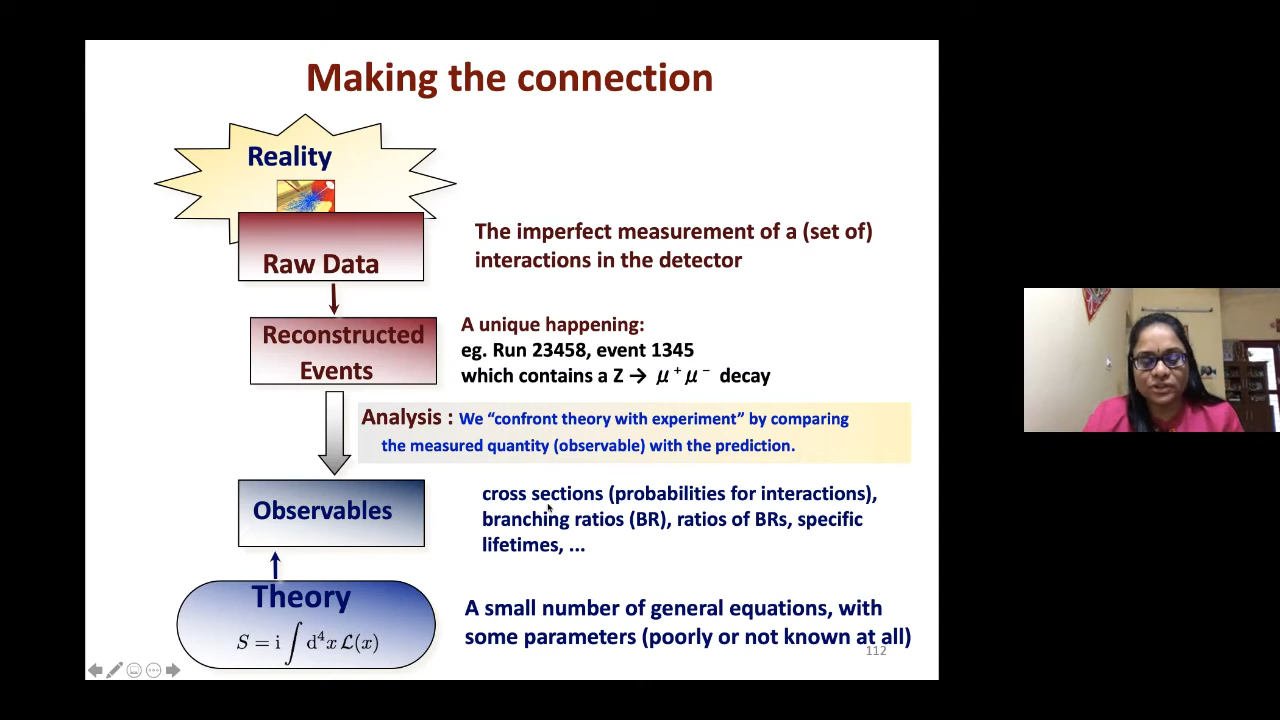 Making the connection
Reality
Raw Data
The imperfect measurement of a (set of)
interactions in the detector
Reconstructed
Events
A unique happening:
eg. Run 23458, event 1345
which contains a Z → μ⁺μ⁻ decay
Analysis : We “confront theory with experiment” by comparing
the measured quantity (observable) with the prediction.
Observables
cross sections (probabilities for interactions),
branching ratios (BR), ratios of BRs, specific
lifetimes, ...
Theory
S = i ∫ d⁴x ℒ(x)
A small number of general equations, with
some parameters (poorly or not known at all)
112